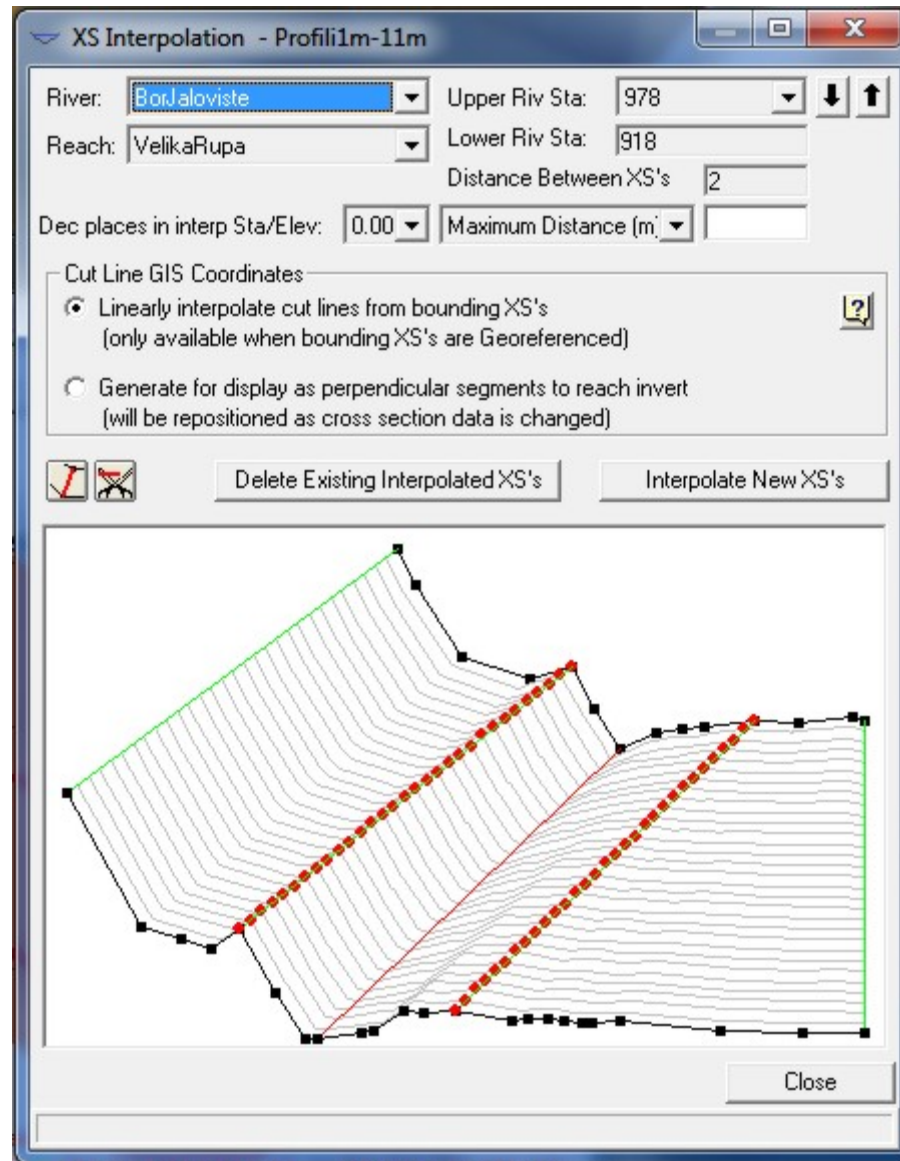 XS Interpolation - Profili1m-11m
River: BorJaloviste Upper Riv Sta: 978
Reach: VelikaRupa Lower Riv Sta: 918
Distance Between XS's 2
Dec places in interp Sta/Elev: 0.00 Maximum Distance (m)
Cut Line GIS Coordinates
Linearly interpolate cut lines from bounding XS's
(only available when bounding XS's are Georeferenced)
Generate for display as perpendicular segments to reach invert
(will be repositioned as cross section data is changed)
Delete Existing Interpolated XS's Interpolate New XS's
Close